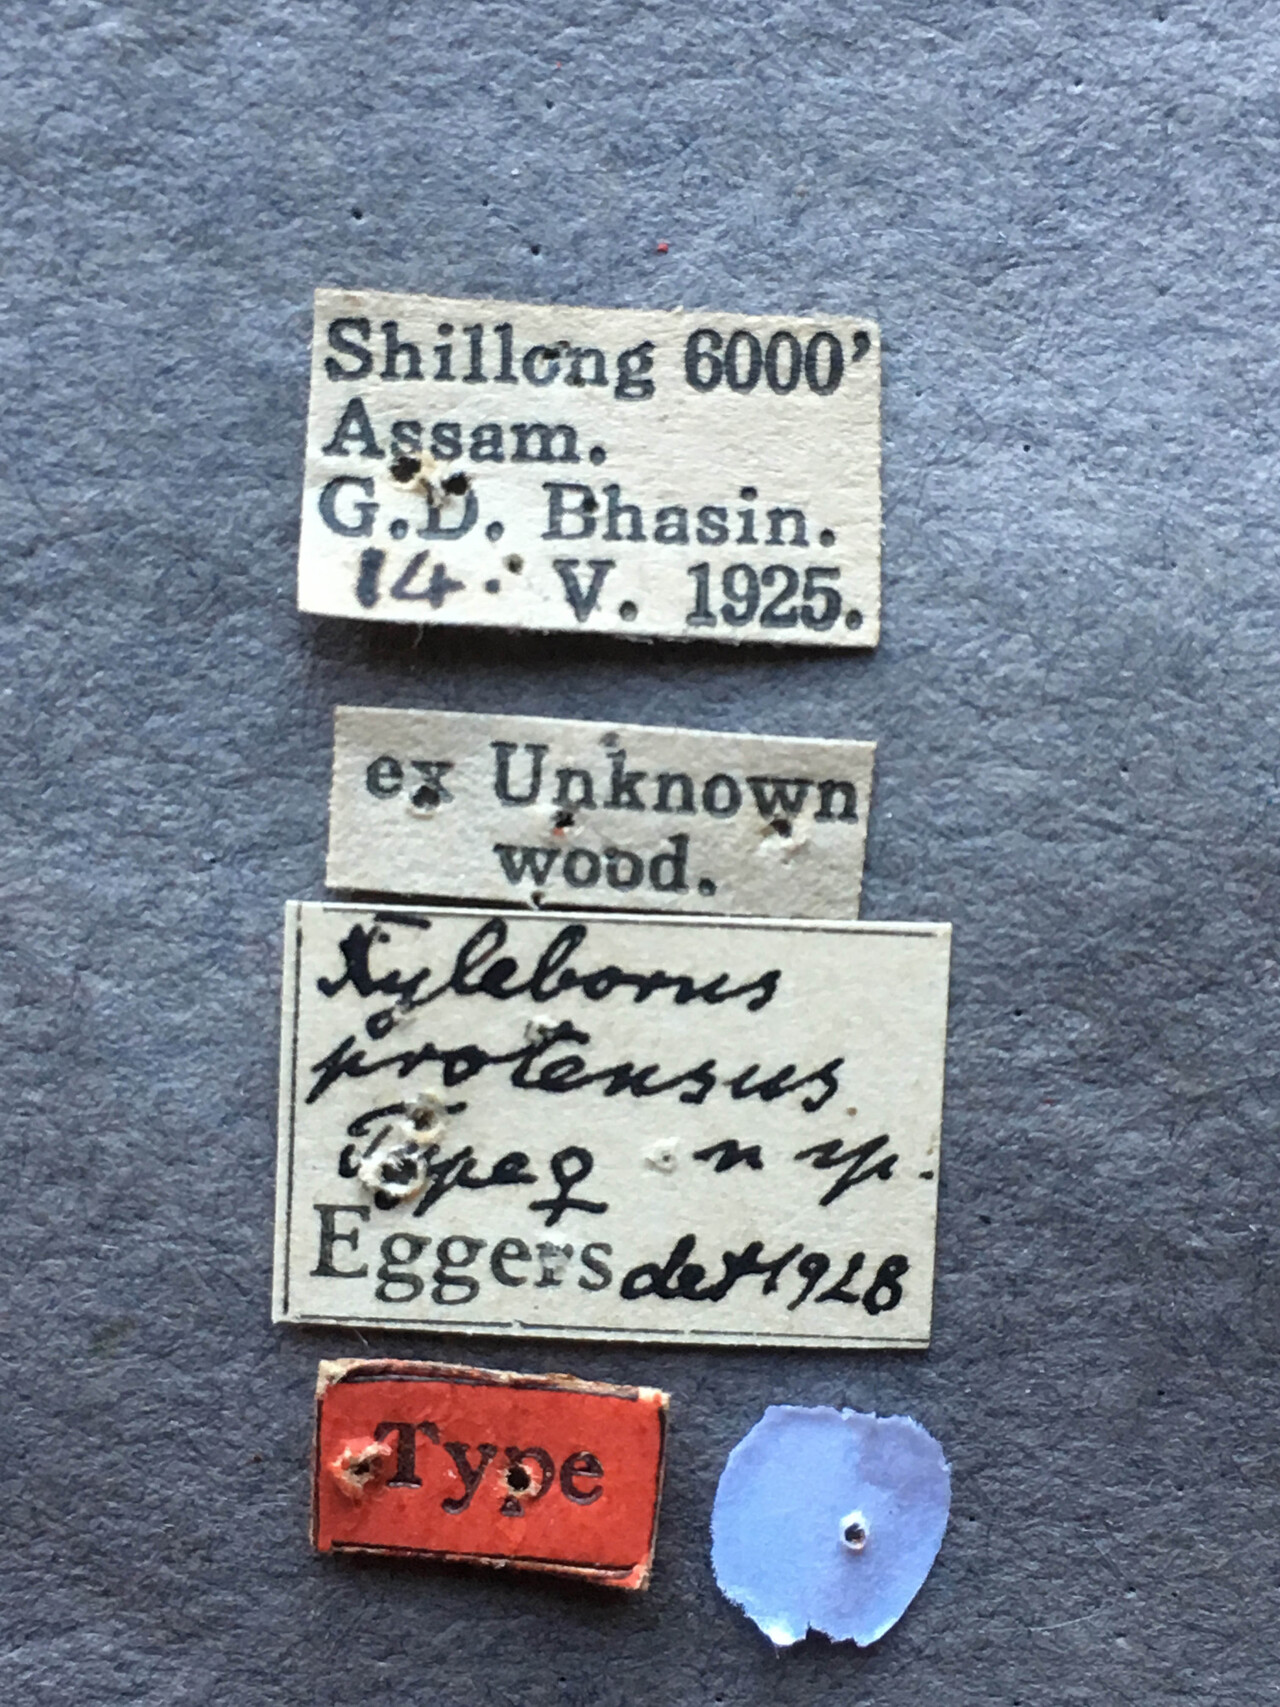 Shillong 6000'
Assam.
G.D. Bhasin.
14. V. 1925.
ex Unknown
wood.
Xyleborus
protensus
Type ♀ n sp.
Eggers det 1928
Type